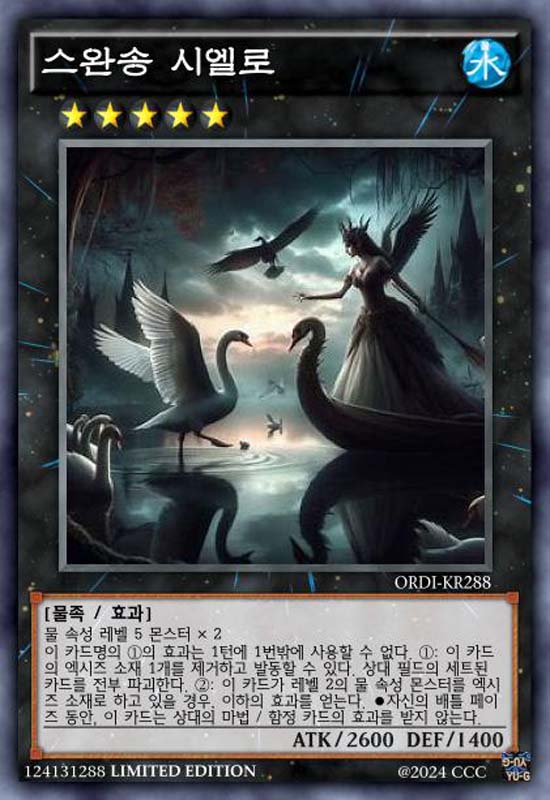 스완송 시엘로
水
ORDI-KR288
[물족 / 효과]
물 속성 레벨 5 몬스터 × 2
이 카드명의 ①의 효과는 1턴에 1번밖에 사용할 수 없다. ①: 이 카드
의 엑시즈 소재 1개를 제거하고 발동할 수 있다. 상대 필드의 세트된
카드를 전부 파괴한다. ②: 이 카드가 레벨 2의 물 속성 몬스터를 엑시
즈 소재로 하고 있을 경우, 이하의 효과를 얻는다. ●자신의 배틀 페이
즈 동안, 이 카드는 상대의 마법 / 함정 카드의 효과를 받지 않는다.
ATK/2600 DEF/1400
124131288 LIMITED EDITION
@2024 CCC
YU-G